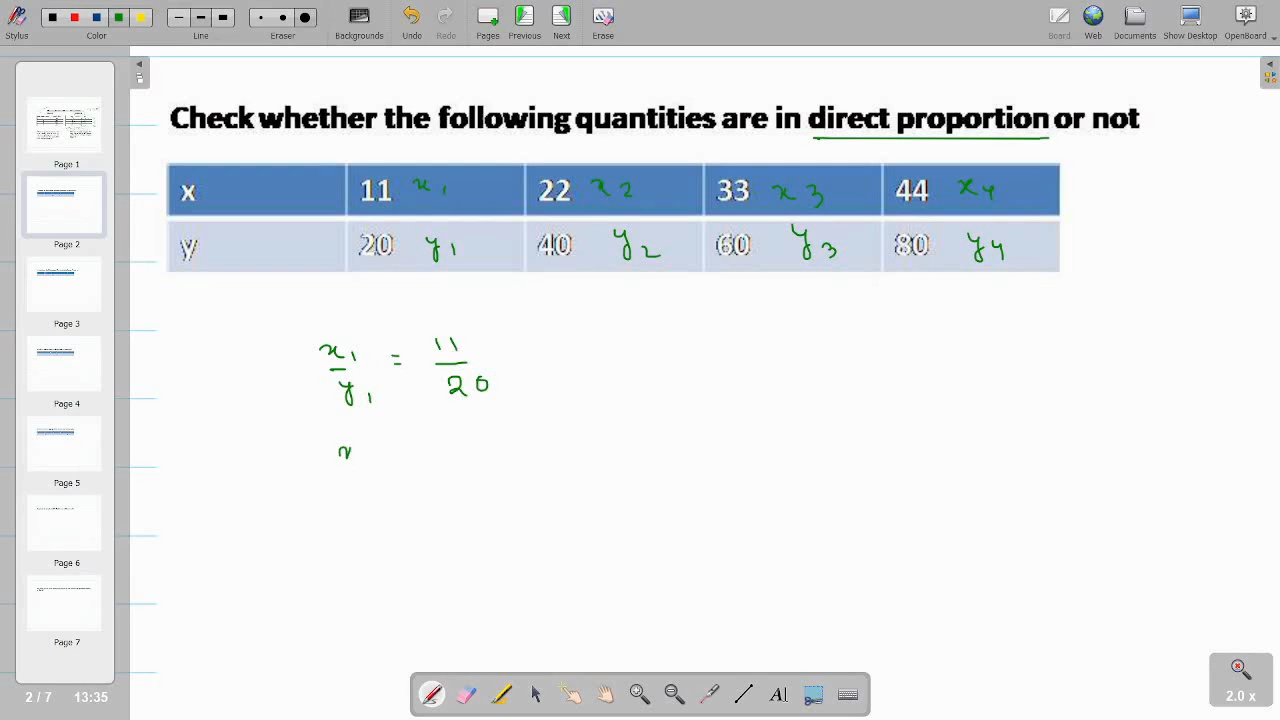 Stylus Color Line Eraser Backgrounds Undo Redo Pages Previous Next Erase Board Web Documents Show Desktop OpenBoard
Page 1
Page 2
Page 3
Page 4
Page 5
Page 6
Page 7
Check whether the following quantities are in direct proportion or not
x 11 x1 22 x2 33 x3 44 x4
y 20 y1 40 y2 60 y3 80 y4
x1/y1 = 11/20
x
2 / 7 13:35
2.0 x